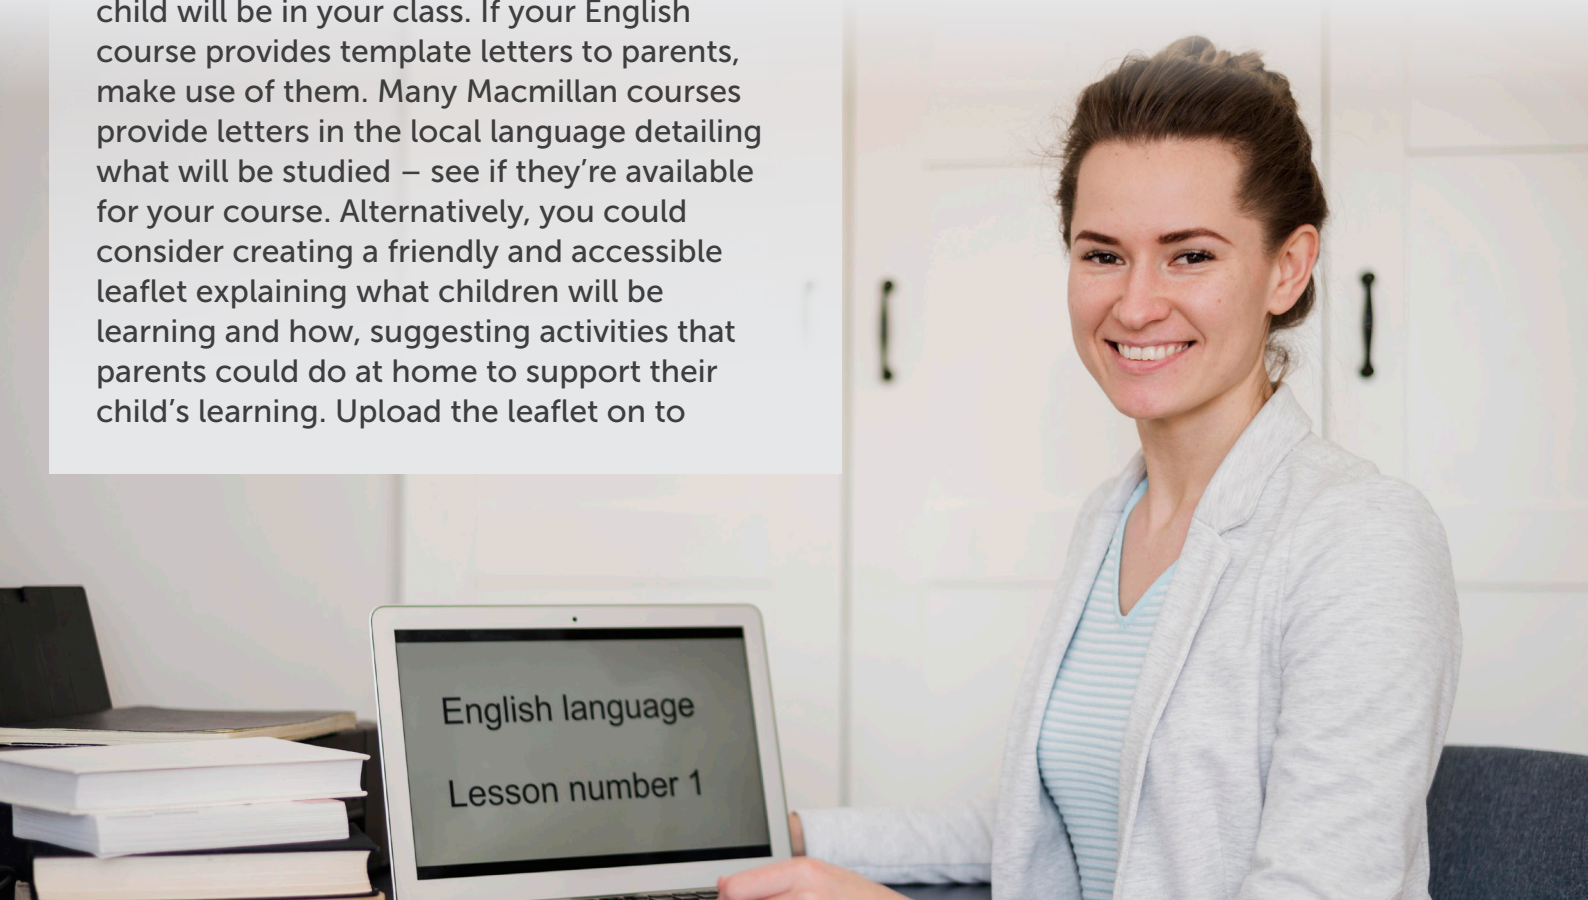 child will be in your class. If your English
course provides template letters to parents,
make use of them. Many Macmillan courses
provide letters in the local language detailing
what will be studied – see if they’re available
for your course. Alternatively, you could
consider creating a friendly and accessible
leaflet explaining what children will be
learning and how, suggesting activities that
parents could do at home to support their
child’s learning. Upload the leaflet on to
English language
Lesson number 1